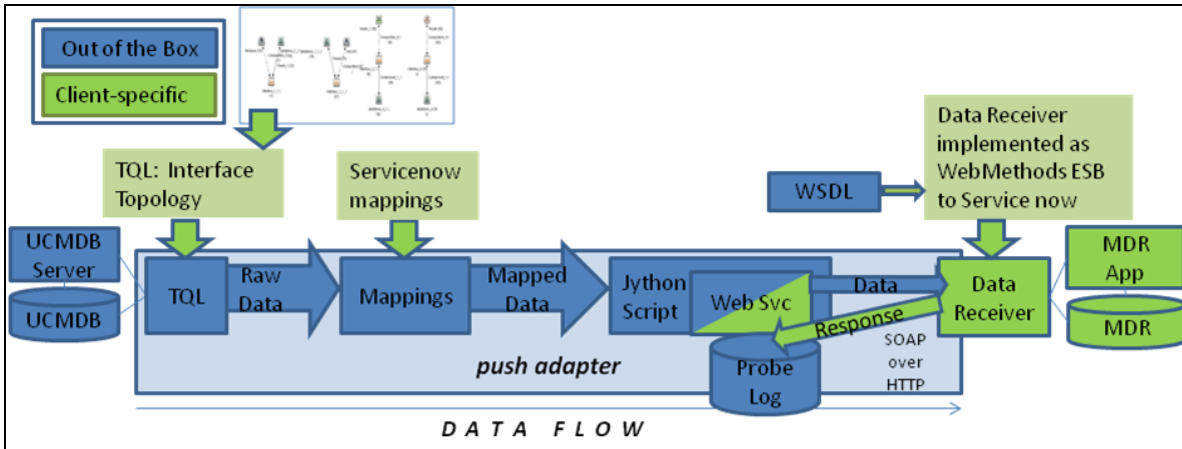 Out of the Box
Client-specific
TQL: Interface
Topology
Servicenow
mappings
Data Receiver
implemented as
WebMethods ESB
to Service now
WSDL
UCMDB
Server
UCMDB
TQL
Raw
Data
Mappings
Mapped
Data
Jython
Script
Web Svc
Data
Response
Data
Receiver
MDR
App
MDR
SOAP
over
HTTP
push adapter
Probe
Log
DATA FLOW